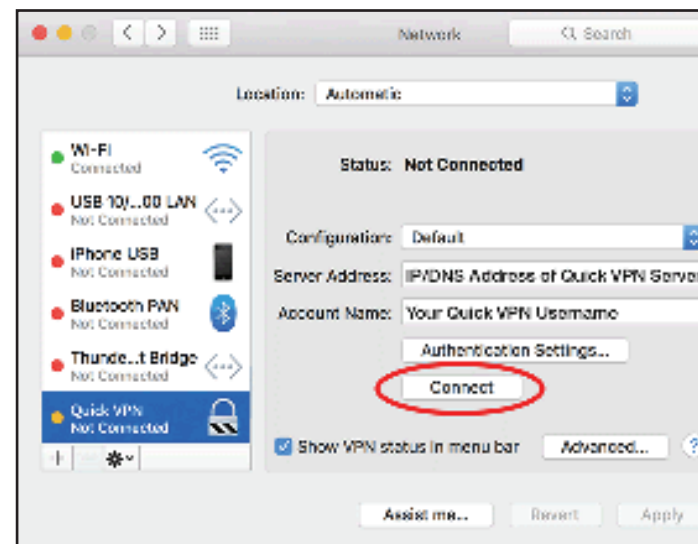 Network
Search
Location: Automatic
Wi-Fi
Connected
USB 10/...00 LAN
Not Connected
iPhone USB
Not Connected
Bluetooth PAN
Not Connected
Thunde...t Bridge
Not Connected
Quick VPN
Not Connected
Status: Not Connected
Configuration: Default
Server Address: IP/DNS Address of Quick VPN Server
Account Name: Your Quick VPN Username
Authentication Settings...
Connect
Show VPN status in menu bar
Advanced...
?
Assist me...
Revert
Apply